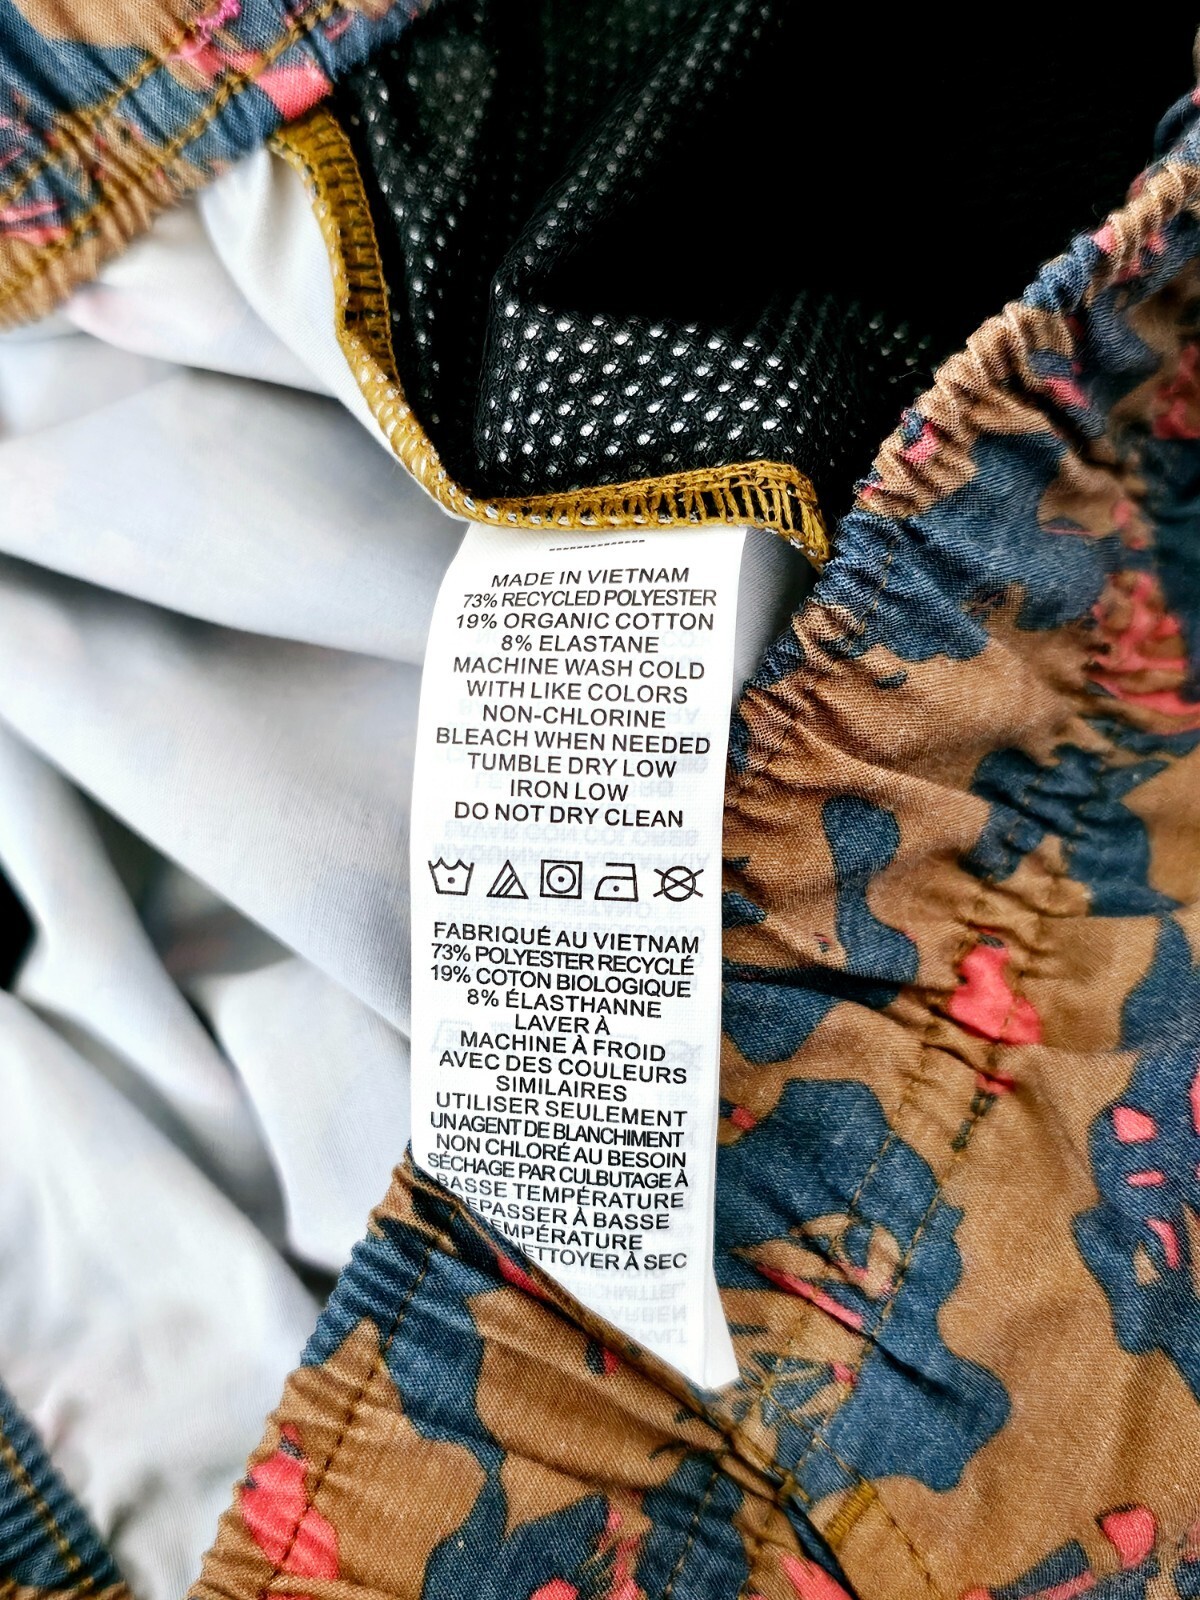 MADE IN VIETNAM
73% RECYCLED POLYESTER
19% ORGANIC COTTON
8% ELASTANE
MACHINE WASH COLD
WITH LIKE COLORS
NON-CHLORINE
BLEACH WHEN NEEDED
TUMBLE DRY LOW
IRON LOW
DO NOT DRY CLEAN
FABRIQUÉ AU VIETNAM
73% POLYESTER RECYCLÉ
19% COTON BIOLOGIQUE
8% ÉLASTHANNE
LAVER À
MACHINE À FROID
AVEC DES COULEURS
SIMILAIRES
UTILISER SEULEMENT
UN AGENT DE BLANCHIMENT
NON CHLORÉ AU BESOIN
SÉCHAGE PAR CULBUTAGE À
BASSE TEMPÉRATURE
EPASSER À BASSE
EMPÉRATURE
ETTOYER À SEC